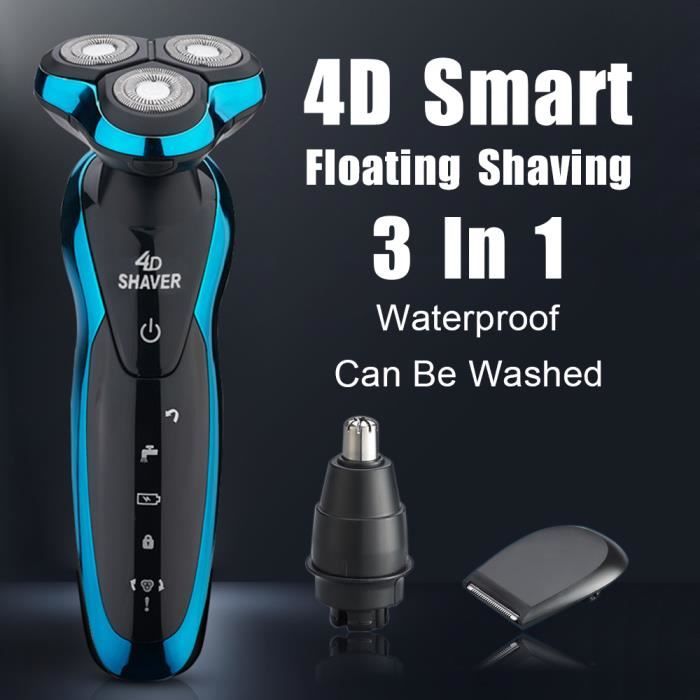 4D Smart
Floating Shaving
3 In 1
Waterproof
Can Be Washed
4D
SHAVER